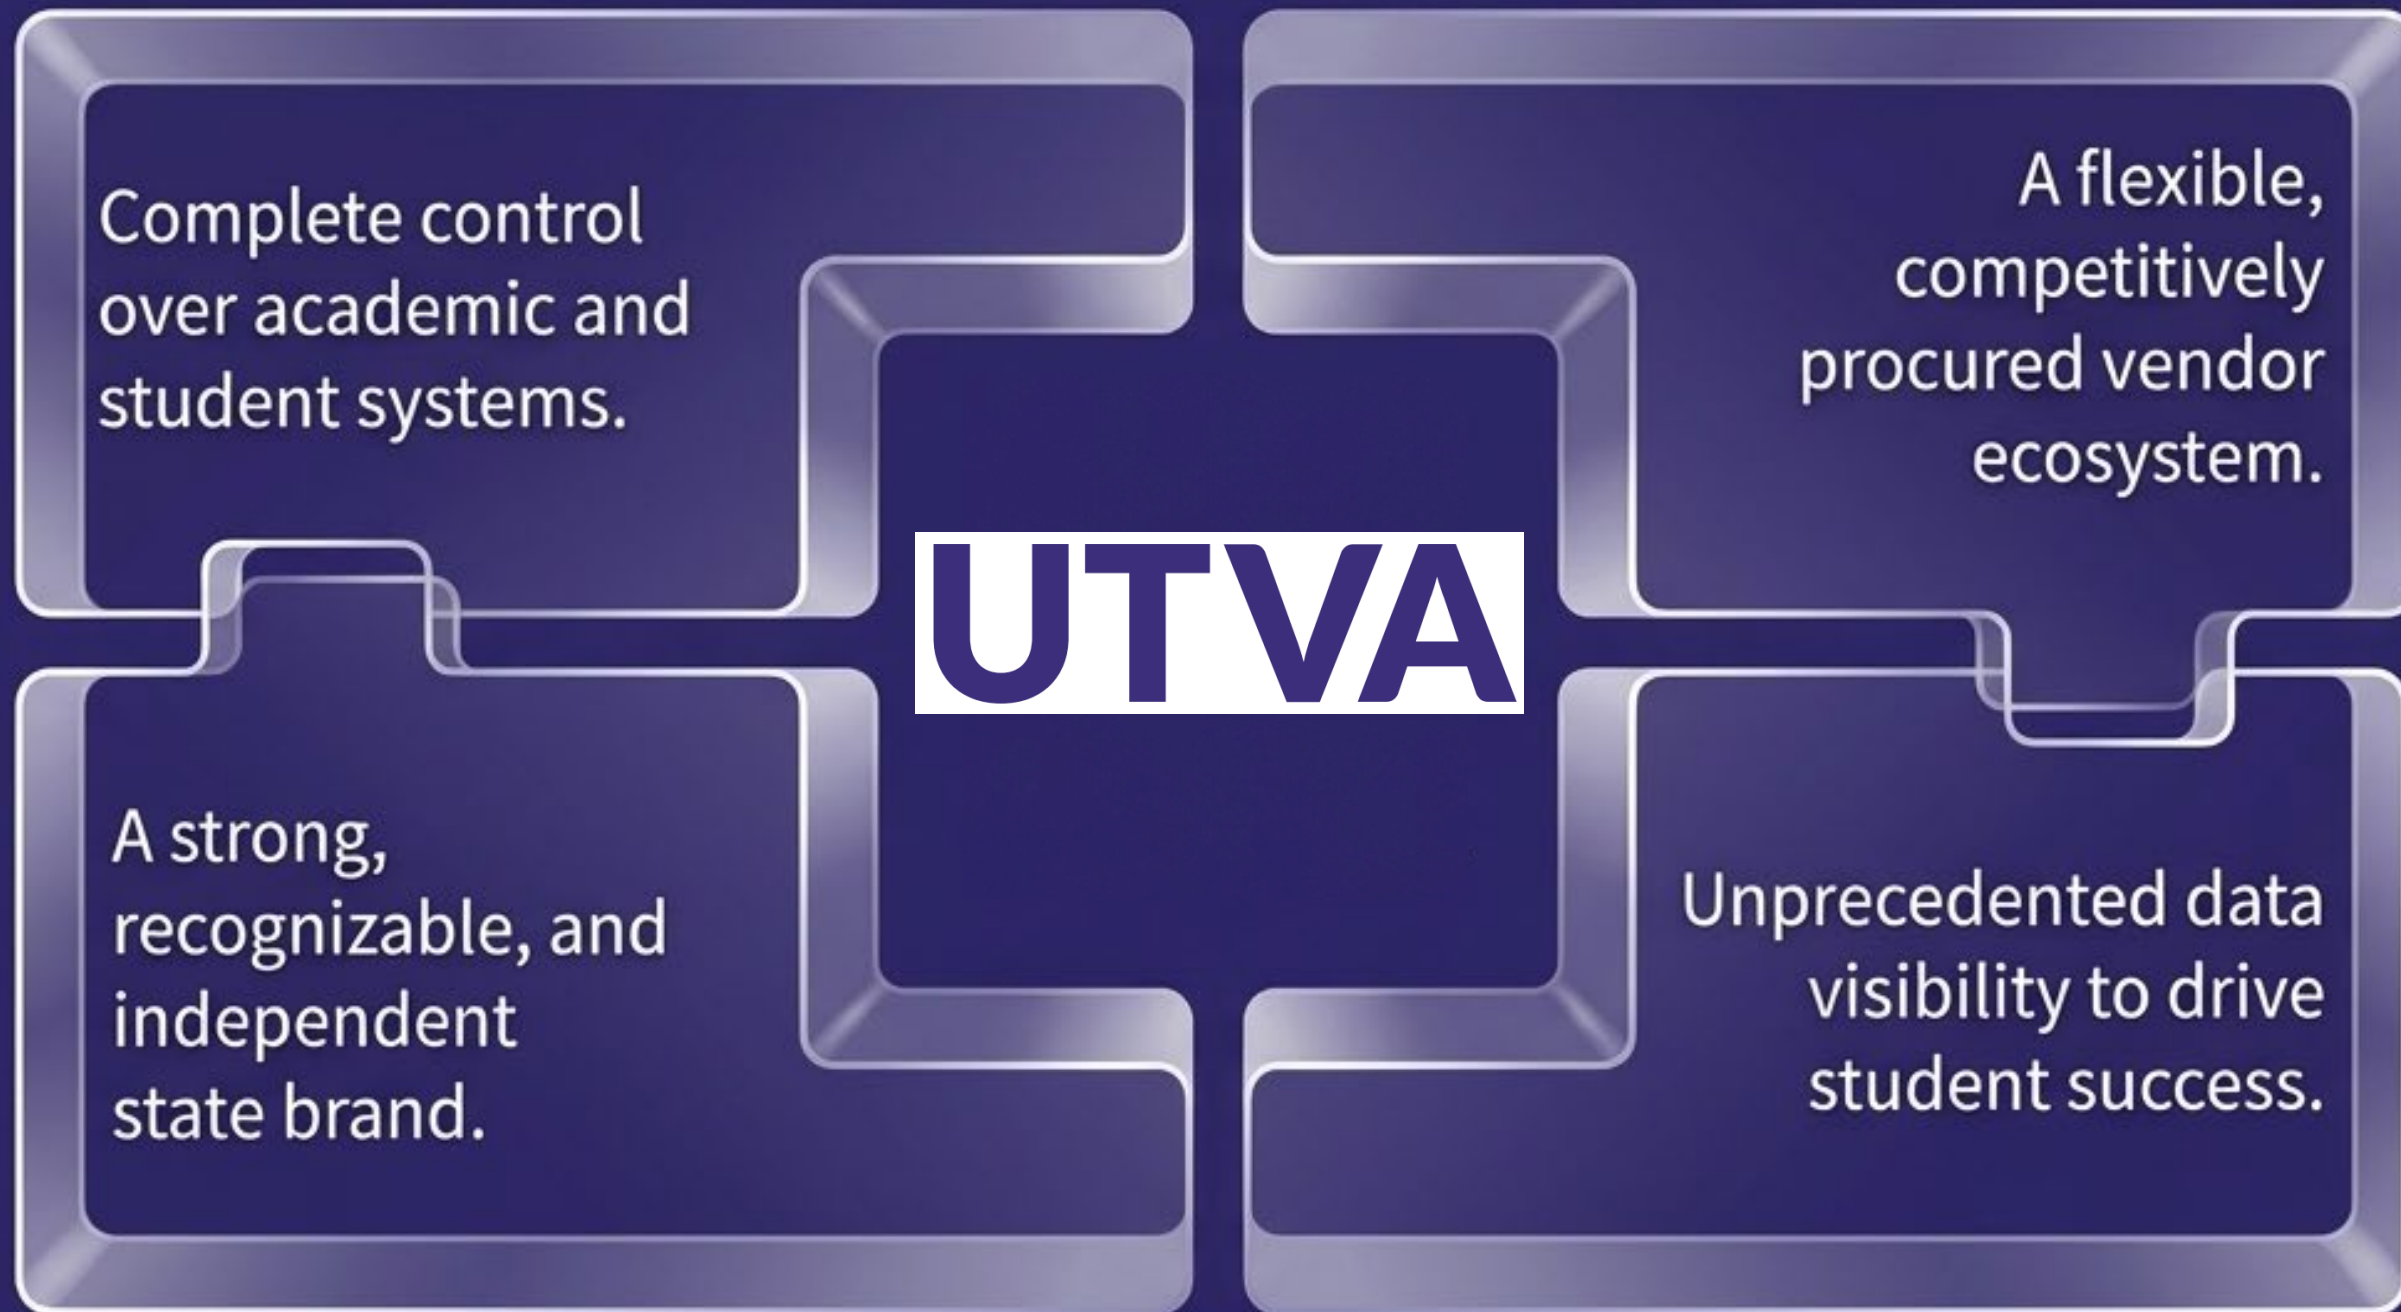 Complete control
over academic and
student systems.
A flexible,
competitively
procured vendor
ecosystem.
UTVA
A strong,
recognizable, and
independent
state brand.
Unprecedented data
visibility to drive
student success.